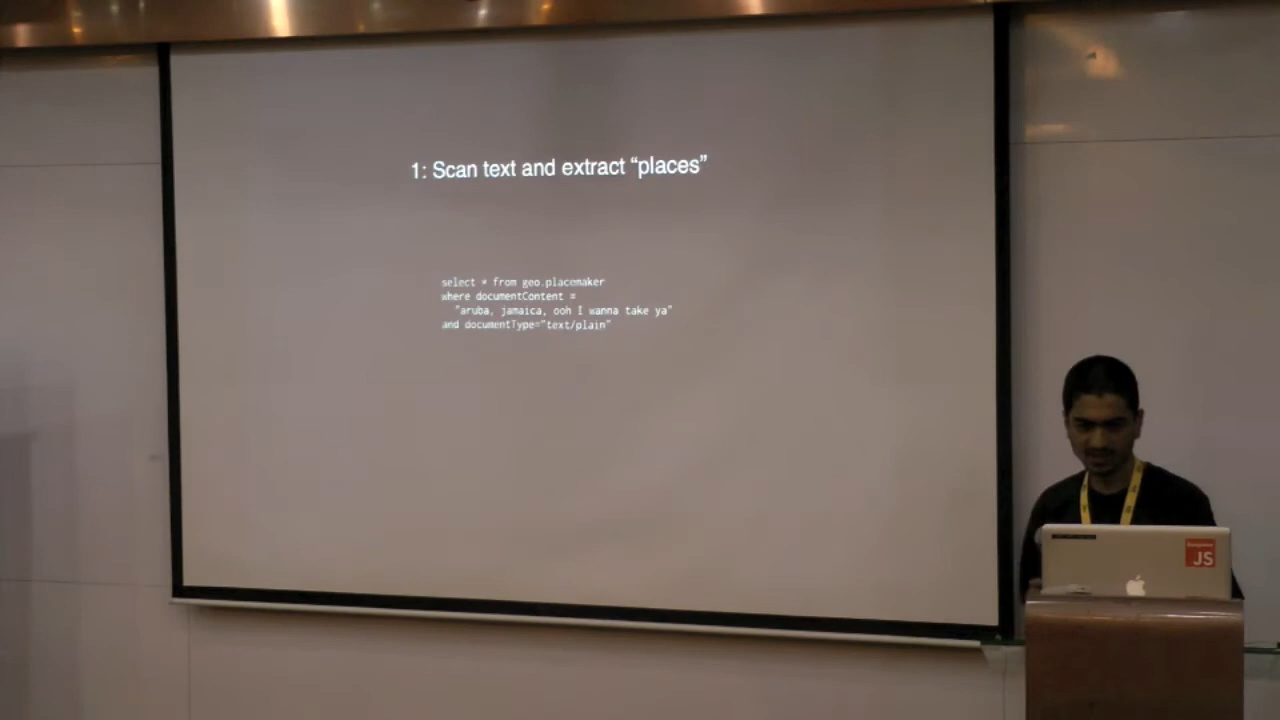 1: Scan text and extract “places”
select * from geo.placemaker
where documentContent =
"aruba, jamaica, ooh I wanna take ya"
and documentType="text/plain"
JS